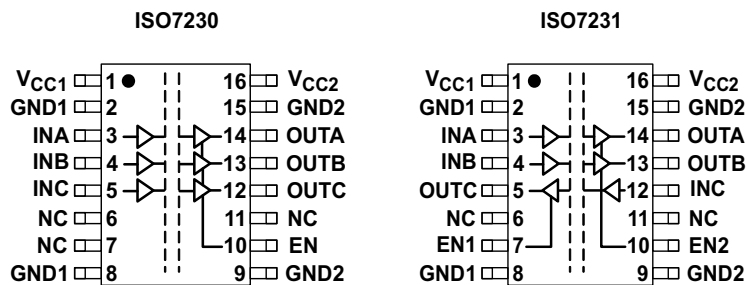 ISO7230
VCC1 1 16 VCC2
GND1 2 15 GND2
INA 3 14 OUTA
INB 4 13 OUTB
INC 5 12 OUTC
NC 6 11 NC
NC 7 10 EN
GND1 8 9 GND2
ISO7231
VCC1 1 16 VCC2
GND1 2 15 GND2
INA 3 14 OUTA
INB 4 13 OUTB
OUTC 5 12 INC
NC 6 11 NC
EN1 7 10 EN2
GND1 8 9 GND2